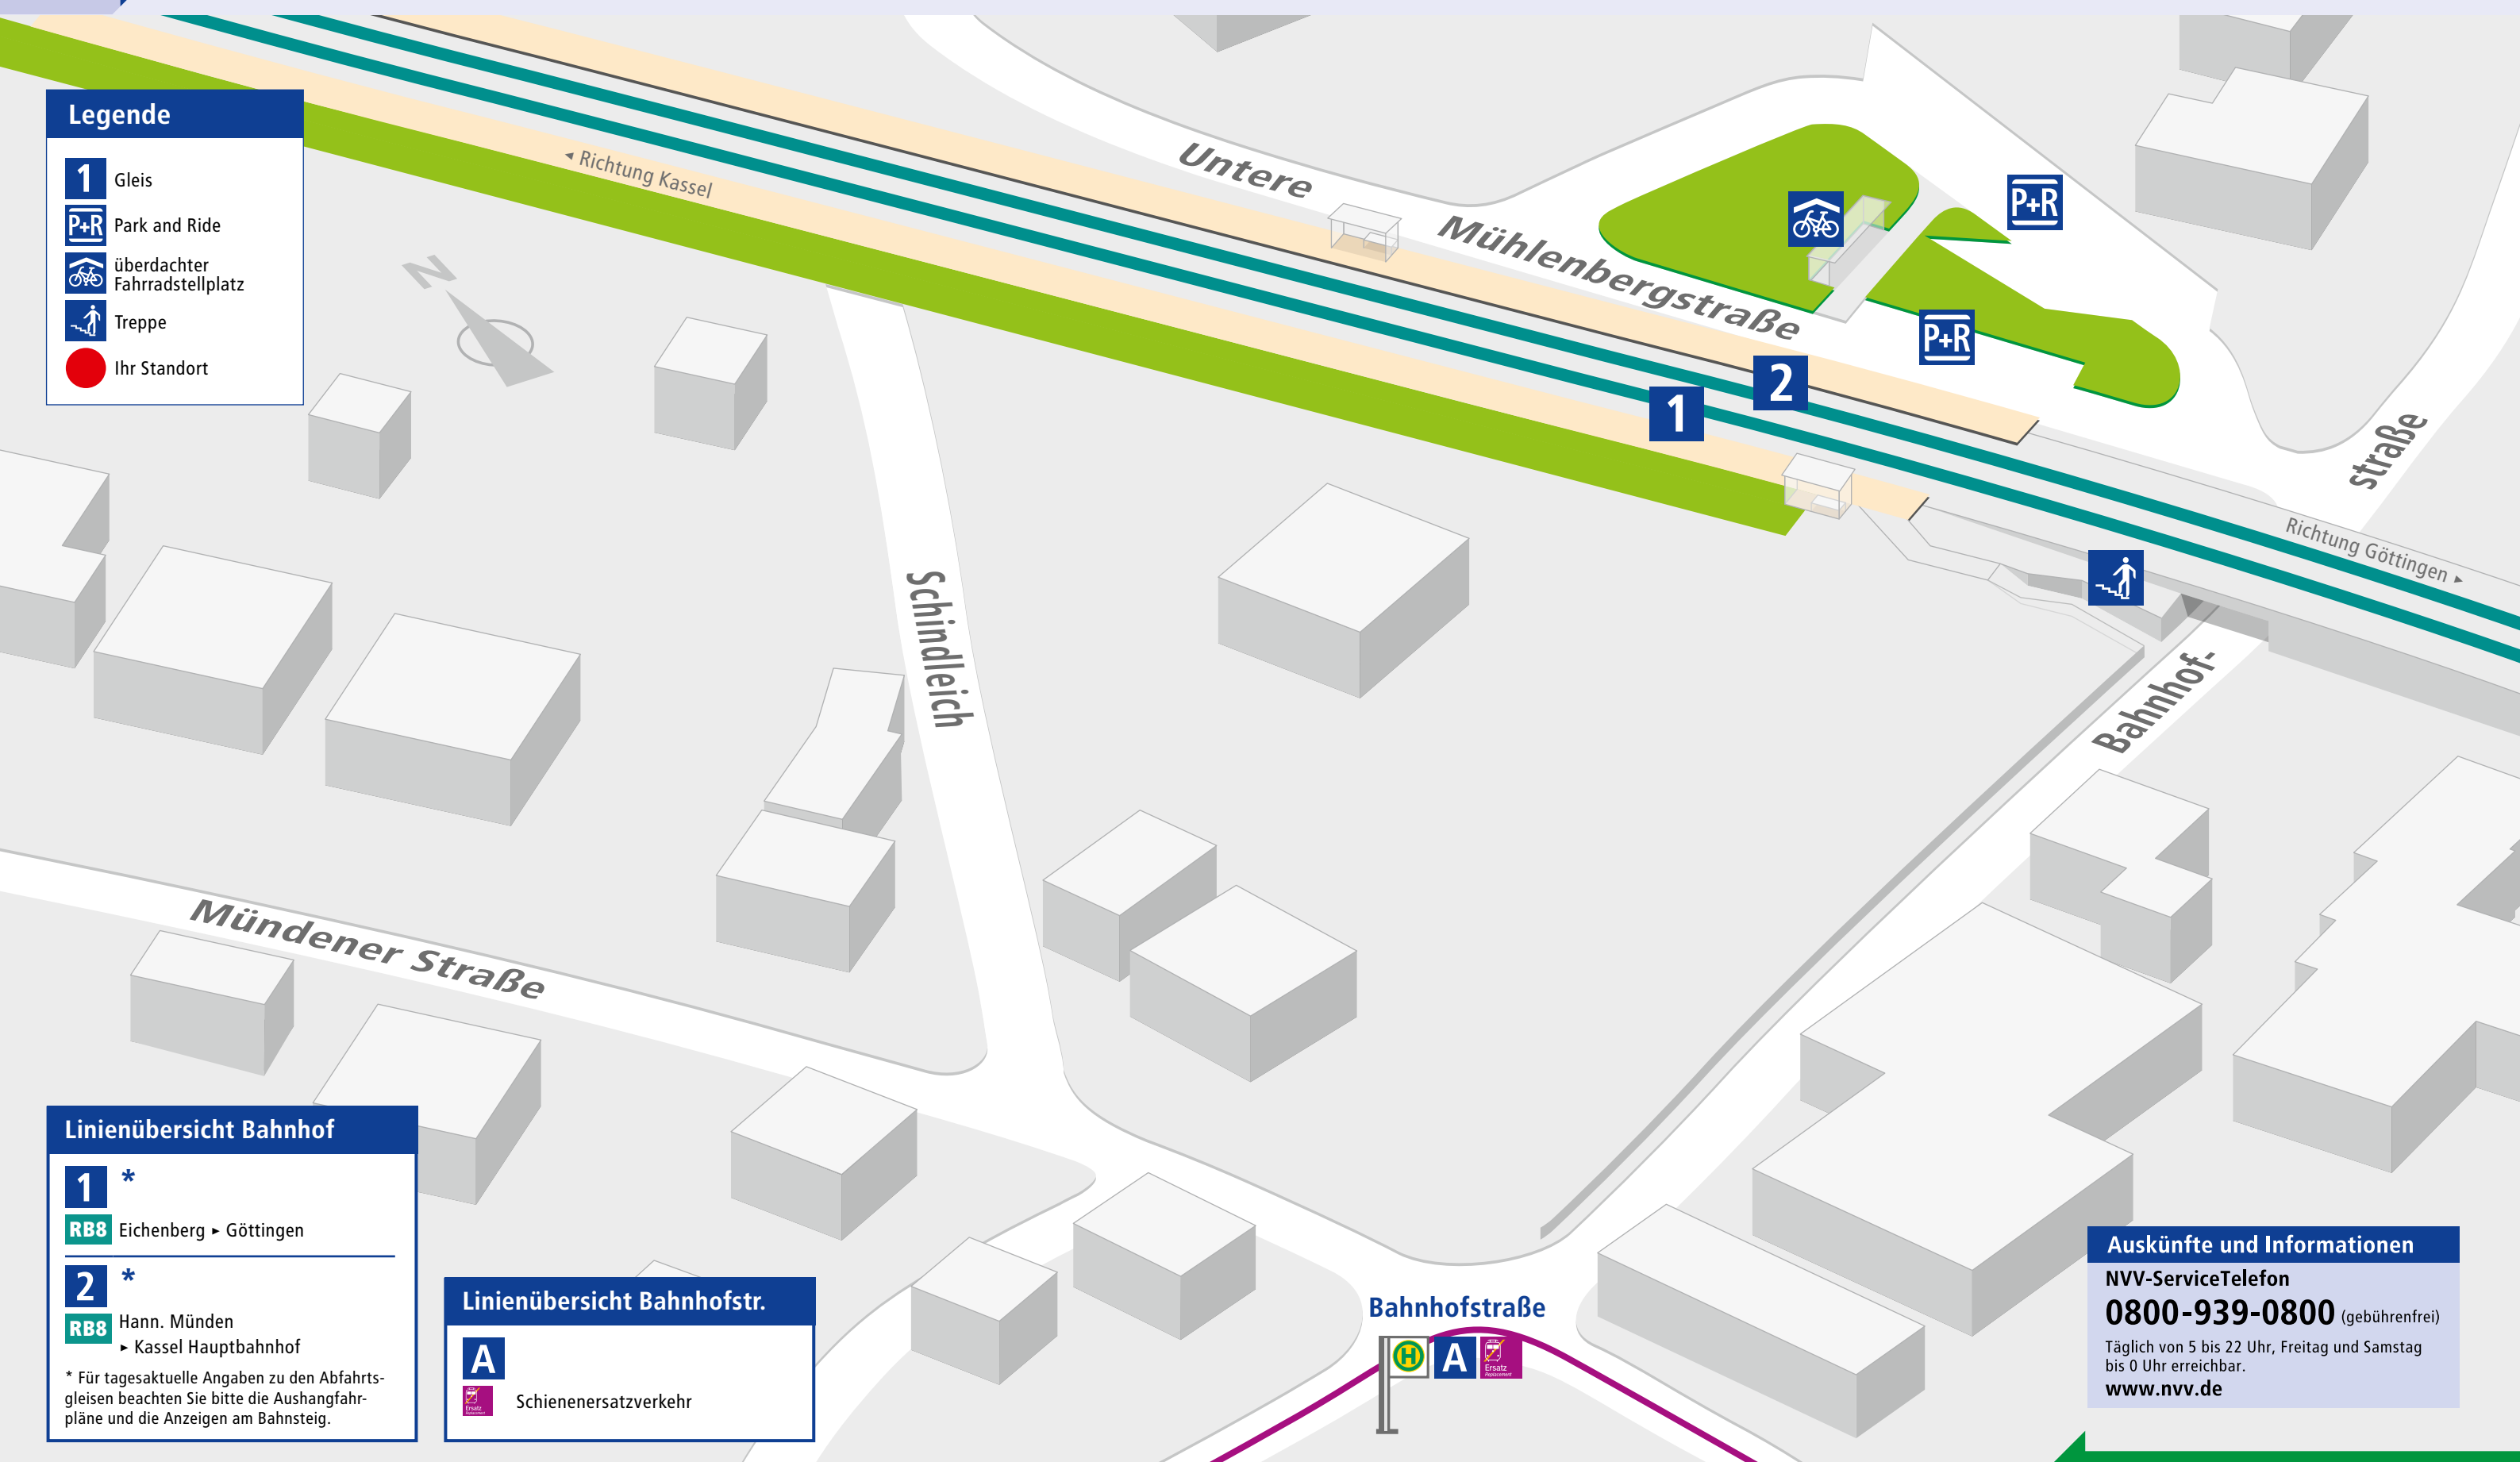 Legende
1 Gleis
P+R Park and Ride
überdachter
Fahrradstellplatz
Treppe
Ihr Standort
◂ Richtung Kassel
N
Untere
Mühlenbergstraße
P+R
P+R
1
2
straße
Richtung Göttingen ▸
Bahnhof-
Schindleich
Mündener Straße
Linienübersicht Bahnhof
1 *
RB8 Eichenberg ▸ Göttingen
2 *
RB8 Hann. Münden
▸ Kassel Hauptbahnhof
* Für tagesaktuelle Angaben zu den Abfahrts-
gleisen beachten Sie bitte die Aushangfahr-
pläne und die Anzeigen am Bahnsteig.
Linienübersicht Bahnhofstr.
A
Ersatz
Replacement
Schienenersatzverkehr
Bahnhofstraße
H A
Ersatz
Replacement
Auskünfte und Informationen
NVV-ServiceTelefon
0800-939-0800 (gebührenfrei)
Täglich von 5 bis 22 Uhr, Freitag und Samstag
bis 0 Uhr erreichbar.
www.nvv.de